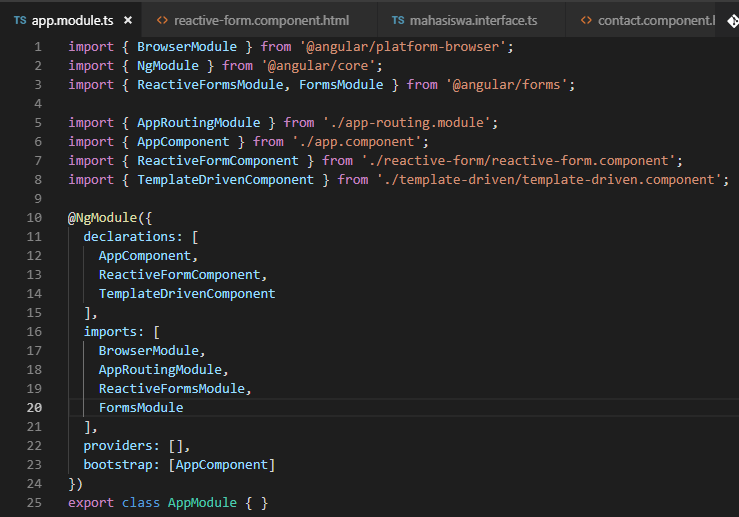 TS app.module.ts × <> reactive-form.component.html TS mahasiswa.interface.ts <> contact.component.l
1 import { BrowserModule } from '@angular/platform-browser';
2 import { NgModule } from '@angular/core';
3 import { ReactiveFormsModule, FormsModule } from '@angular/forms';
4
5 import { AppRoutingModule } from './app-routing.module';
6 import { AppComponent } from './app.component';
7 import { ReactiveFormComponent } from './reactive-form/reactive-form.component';
8 import { TemplateDrivenComponent } from './template-driven/template-driven.component';
9
10 @NgModule({
11   declarations: [
12     AppComponent,
13     ReactiveFormComponent,
14     TemplateDrivenComponent
15   ],
16   imports: [
17     BrowserModule,
18     AppRoutingModule,
19     ReactiveFormsModule,
20     FormsModule
21   ],
22   providers: [],
23   bootstrap: [AppComponent]
24 })
25 export class AppModule { }